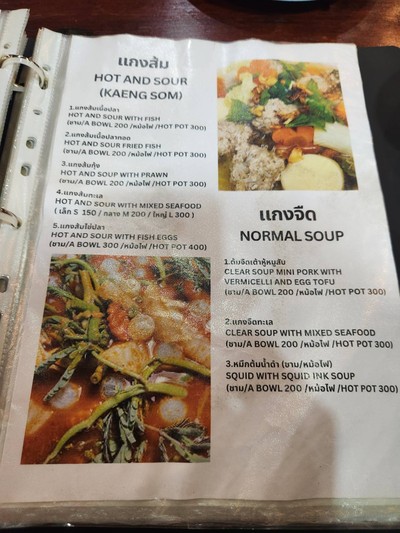 แกงส้ม
HOT AND SOUR
(KAENG SOM)
1.แกงส้มเนื้อปลา
HOT AND SOUR WITH FISH
(ชาม/A BOWL 200 /หม้อไฟ /HOT POT 300)
2.แกงส้มเนื้อปลาทอด
HOT AND SOUR FRIED FISH
(ชาม/A BOWL 200 /หม้อไฟ /HOT POT 300)
3.แกงส้มกุ้ง
HOT AND SOUP WITH PRAWN
(ชาม/A BOWL 200 /หม้อไฟ /HOT POT 300)
4.แกงส้มทะเล
HOT AND SOUR WITH MIXED SEAFOOD
( เล็ก S 150 / กลาง M 200 / ใหญ่ L 300 )
5.แกงส้มไข่ปลา
HOT AND SOUR WITH FISH EGGS
(ชาม/A BOWL 300 /หม้อไฟ /HOT POT 400)
แกงจืด
NORMAL SOUP
1.ต้มจืดเต้าหู้หมูสับ
CLEAR SOUP MINI PORK WITH
VERMICELLI AND EGG TOFU
(ชาม/A BOWL 200 /หม้อไฟ /HOT POT 300)
2.แกงจืดทะเล
CLEAR SOUP WITH MIXED SEAFOOD
(ชาม/A BOWL 200 /หม้อไฟ /HOT POT 300)
3.หมึกต้มน้ำดำ (ชาม/หม้อไฟ)
SQUID WITH SQUID INK SOUP
(ชาม/A BOWL 200 /หม้อไฟ /HOT POT 300)